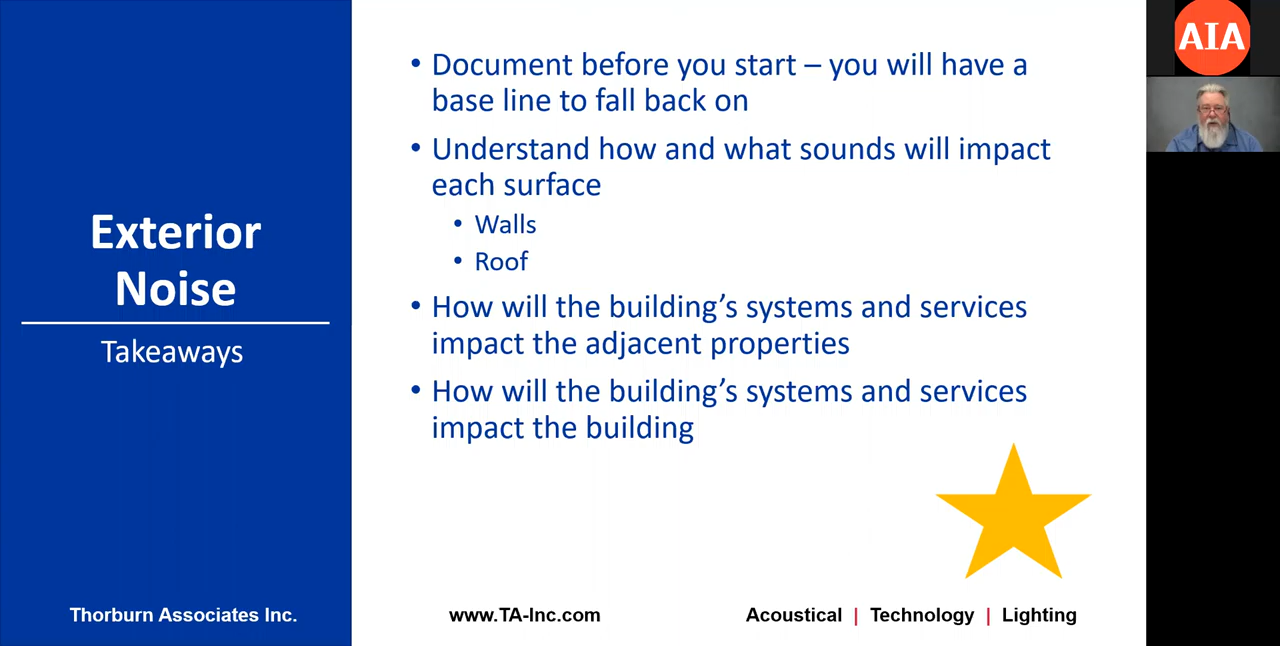 Exterior
Noise
Takeaways
• Document before you start – you will have a
base line to fall back on
• Understand how and what sounds will impact
each surface
• Walls
• Roof
• How will the building’s systems and services
impact the adjacent properties
• How will the building’s systems and services
impact the building
Thorburn Associates Inc.
www.TA-Inc.com
Acoustical | Technology | Lighting
AIA